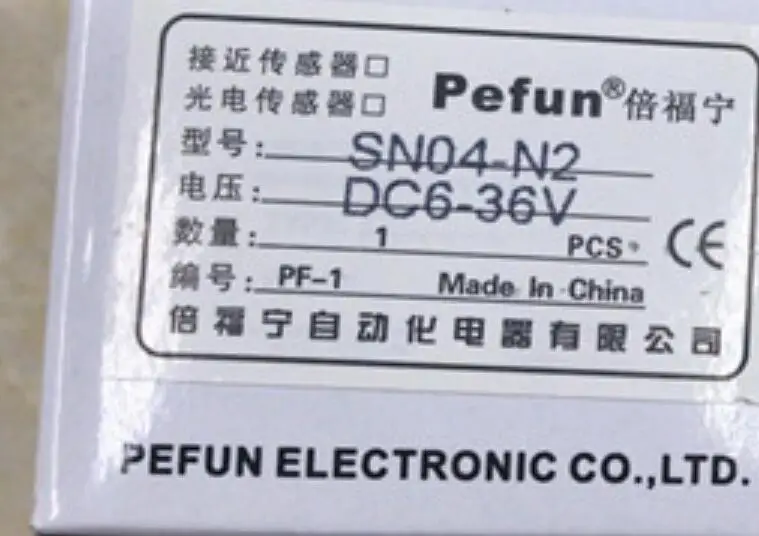 接近传感器□
光电传感器□
Pefun®倍福宁
型号: SN04-N2
电压: DC6-36V
数量: 1 PCS
CE
编号: PF-1 Made In China
倍福宁自动化电器有限公司
PEFUN ELECTRONIC CO.,LTD.